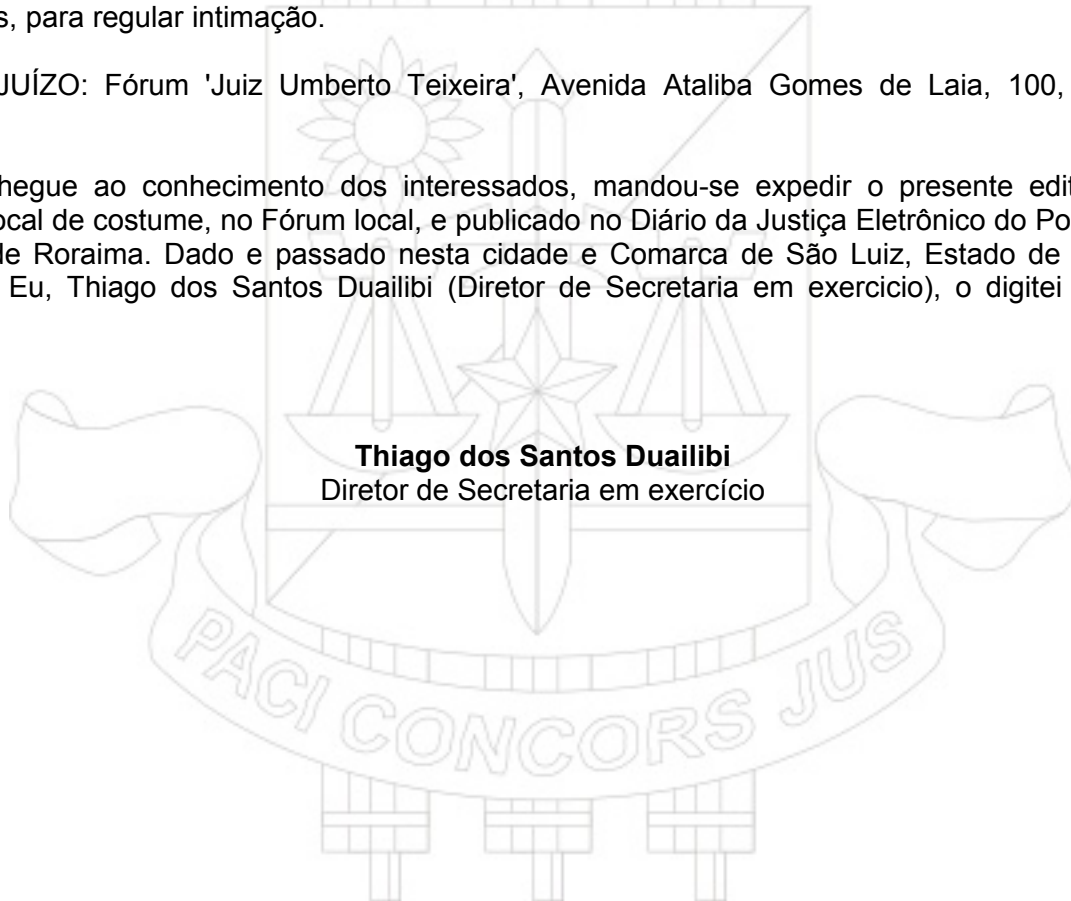 s, para regular intimação.
JUÍZO: Fórum 'Juiz Umberto Teixeira', Avenida Ataliba Gomes de Laia, 100,
hegue ao conhecimento dos interessados, mandou-se expedir o presente edit
ocal de costume, no Fórum local, e publicado no Diário da Justiça Eletrônico do Po
de Roraima. Dado e passado nesta cidade e Comarca de São Luiz, Estado de
Eu, Thiago dos Santos Duailibi (Diretor de Secretaria em exercicio), o digitei
Thiago dos Santos Duailibi
Diretor de Secretaria em exercício
PACI CONCORS JUS